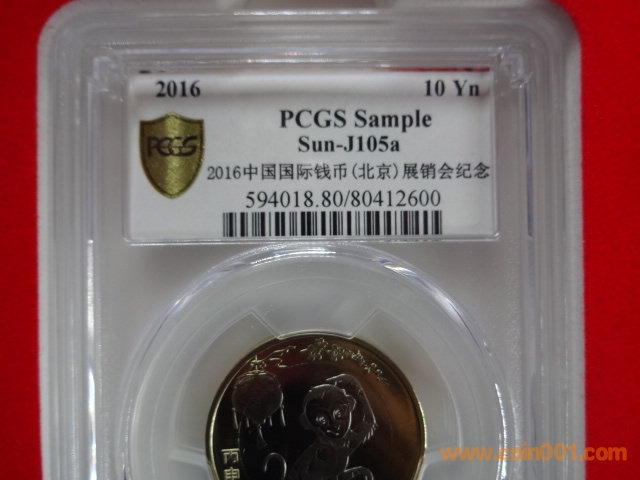 2016 10 Yn
PCGS Sample
PCGS
Sun-J105a
2016中国国际钱币(北京)展销会纪念
594018.80/80412600
丙申
www.coin001.com